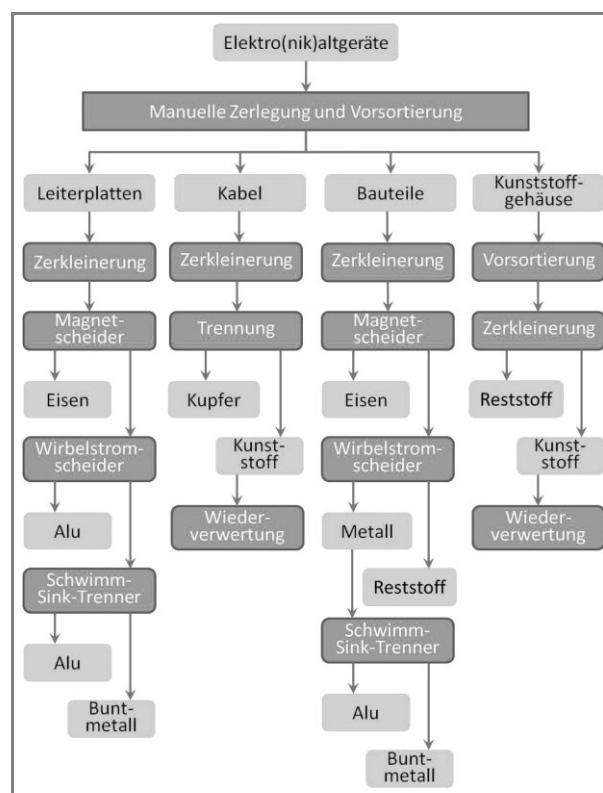 Elektro(nik)altgeräte
Manuelle Zerlegung und Vorsortierung
Leiterplatten
Kabel
Bauteile
Kunststoff-
gehäuse
Zerkleinerung
Zerkleinerung
Zerkleinerung
Vorsortierung
Magnet-
scheider
Trennung
Magnet-
scheider
Zerkleinerung
Eisen
Kupfer
Eisen
Reststoff
Wirbelstrom-
scheider
Kunst-
stoff
Wirbelstrom-
scheider
Kunst-
stoff
Alu
Wieder-
verwertung
Metall
Wieder-
verwertung
Schwimm-
Sink-Trenner
Reststoff
Schwimm-
Sink-Trenner
Alu
Alu
Bunt-
metall
Bunt-
metall